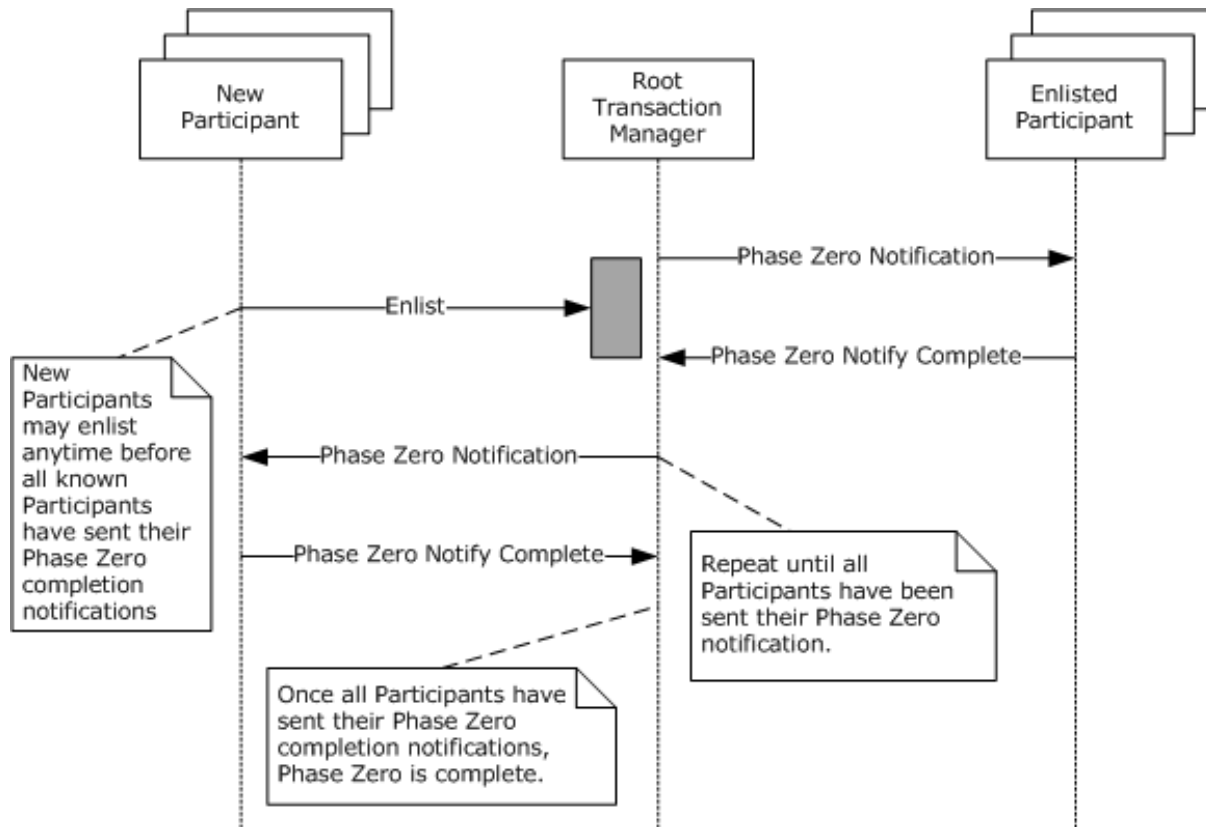 New
Participant
Root
Transaction
Manager
Enlisted
Participant
Phase Zero Notification
Enlist
Phase Zero Notify Complete
New
Participants
may enlist
anytime before
all known
Participants
have sent their
Phase Zero
completion
notifications
Phase Zero Notification
Phase Zero Notify Complete
Repeat until all
Participants have been
sent their Phase Zero
notification.
Once all Participants have
sent their Phase Zero
completion notifications,
Phase Zero is complete.